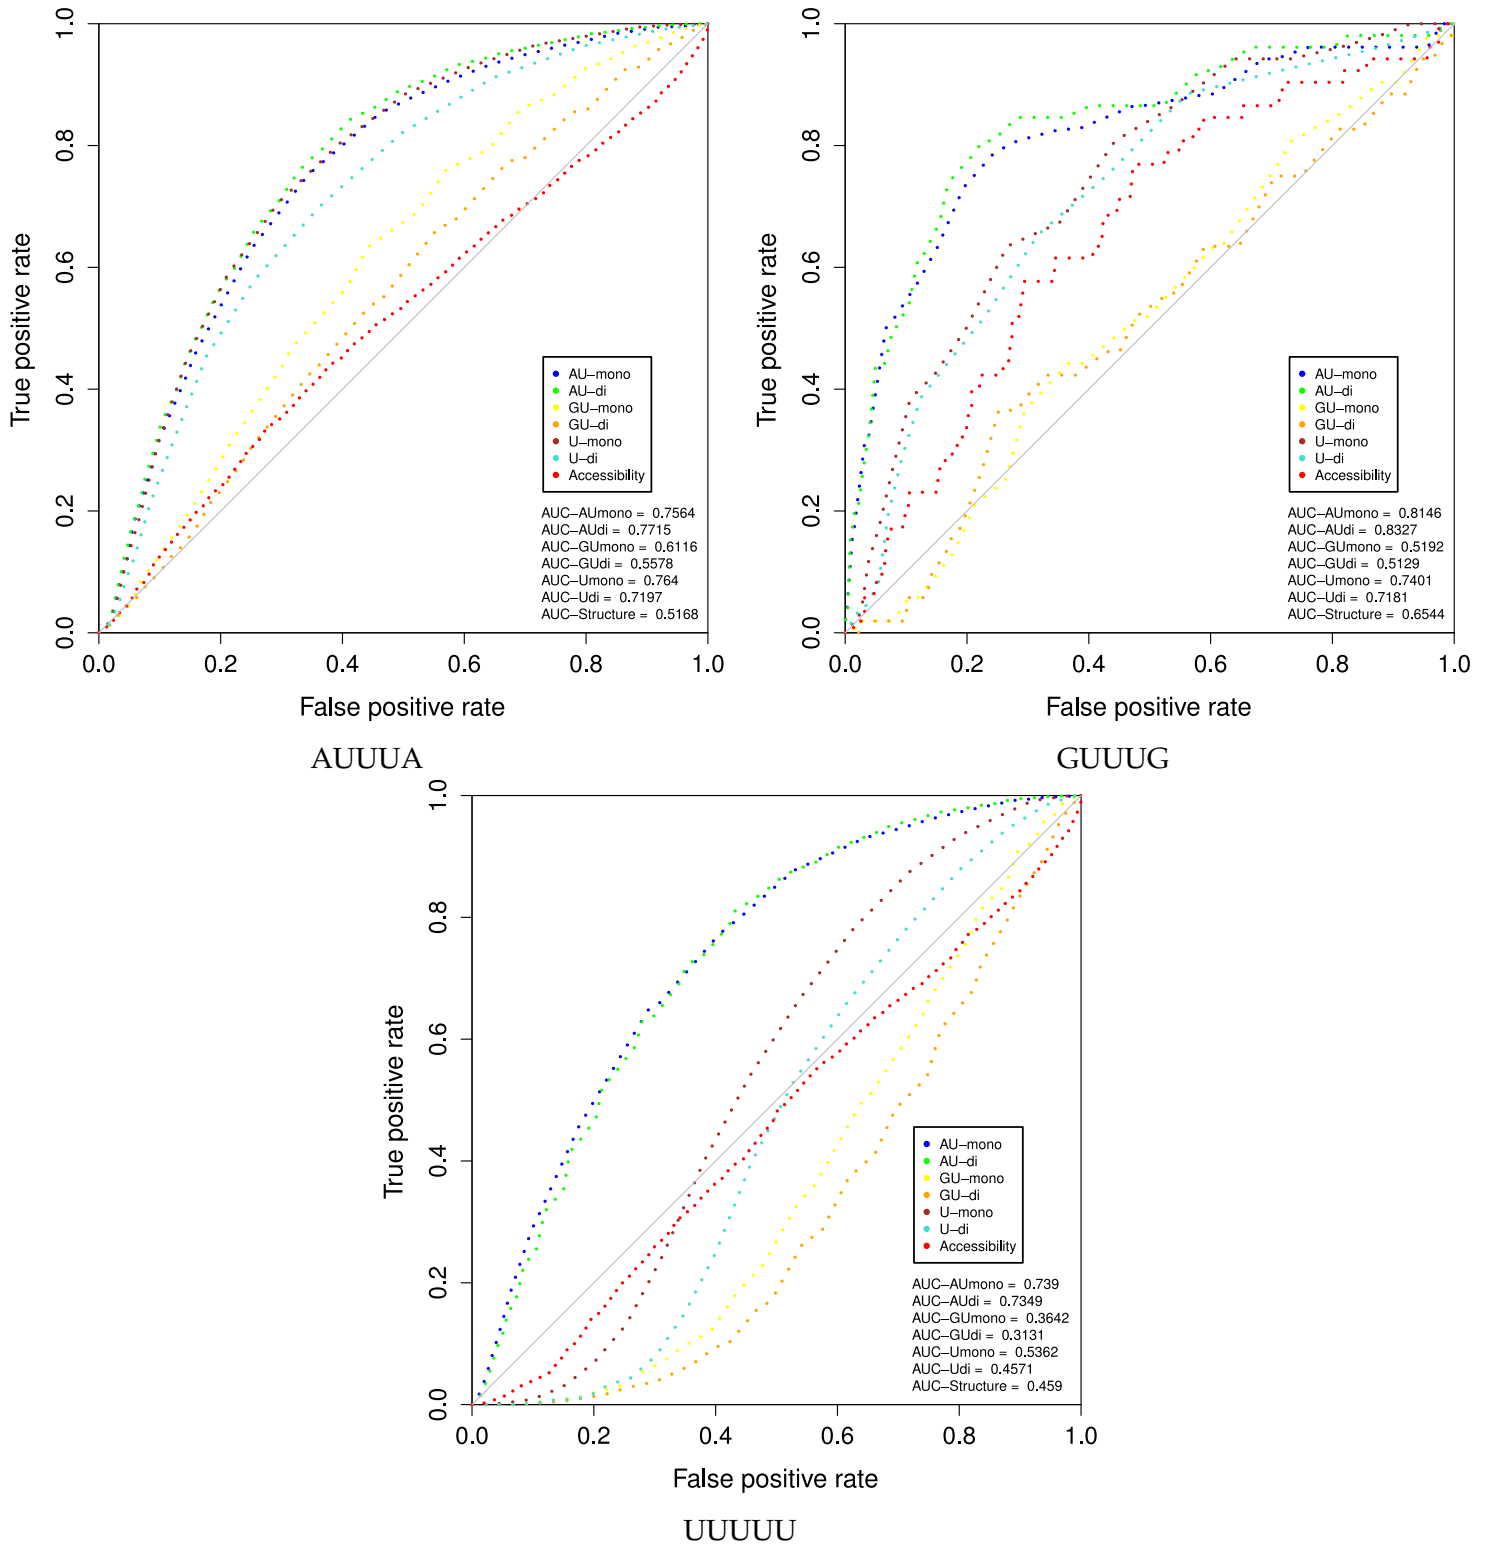 1.0
0.8
0.6
0.4
0.2
0.0
True positive rate
AU−mono
AU−di
GU−mono
GU−di
U−mono
U−di
Accessibility
AUC−AUmono = 0.7564
AUC−AUdi = 0.7715
AUC−GUmono = 0.6116
AUC−GUdi = 0.5578
AUC−Umono = 0.764
AUC−Udi = 0.7197
AUC−Structure = 0.5168
0.0 0.2 0.4 0.6 0.8 1.0
False positive rate
AUUUA
1.0
0.8
0.6
0.4
0.2
0.0
True positive rate
AU−mono
AU−di
GU−mono
GU−di
U−mono
U−di
Accessibility
AUC−AUmono = 0.8146
AUC−AUdi = 0.8327
AUC−GUmono = 0.5192
AUC−GUdi = 0.5129
AUC−Umono = 0.7401
AUC−Udi = 0.7181
AUC−Structure = 0.6544
0.0 0.2 0.4 0.6 0.8 1.0
False positive rate
GUUUG
1.0
0.8
0.6
0.4
0.2
0.0
True positive rate
AU−mono
AU−di
GU−mono
GU−di
U−mono
U−di
Accessibility
AUC−AUmono = 0.739
AUC−AUdi = 0.7349
AUC−GUmono = 0.3642
AUC−GUdi = 0.3131
AUC−Umono = 0.5362
AUC−Udi = 0.4571
AUC−Structure = 0.459
0.0 0.2 0.4 0.6 0.8 1.0
False positive rate
UUUUU